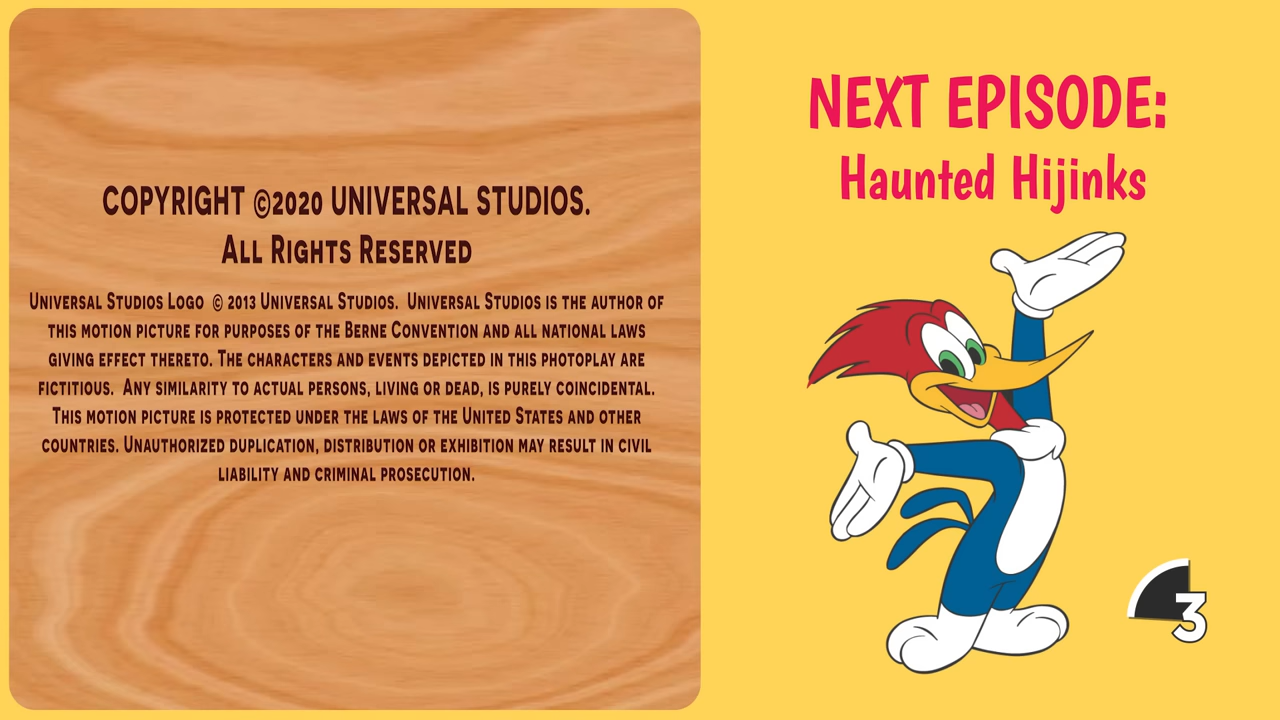 COPYRIGHT ©2020 UNIVERSAL STUDIOS.
ALL RIGHTS RESERVED
UNIVERSAL STUDIOS LOGO © 2013 UNIVERSAL STUDIOS. UNIVERSAL STUDIOS IS THE AUTHOR OF
THIS MOTION PICTURE FOR PURPOSES OF THE BERNE CONVENTION AND ALL NATIONAL LAWS
GIVING EFFECT THERETO. THE CHARACTERS AND EVENTS DEPICTED IN THIS PHOTOPLAY ARE
FICTITIOUS. ANY SIMILARITY TO ACTUAL PERSONS, LIVING OR DEAD, IS PURELY COINCIDENTAL.
THIS MOTION PICTURE IS PROTECTED UNDER THE LAWS OF THE UNITED STATES AND OTHER
COUNTRIES. UNAUTHORIZED DUPLICATION, DISTRIBUTION OR EXHIBITION MAY RESULT IN CIVIL
LIABILITY AND CRIMINAL PROSECUTION.
NEXT EPISODE:
Haunted Hijinks
3